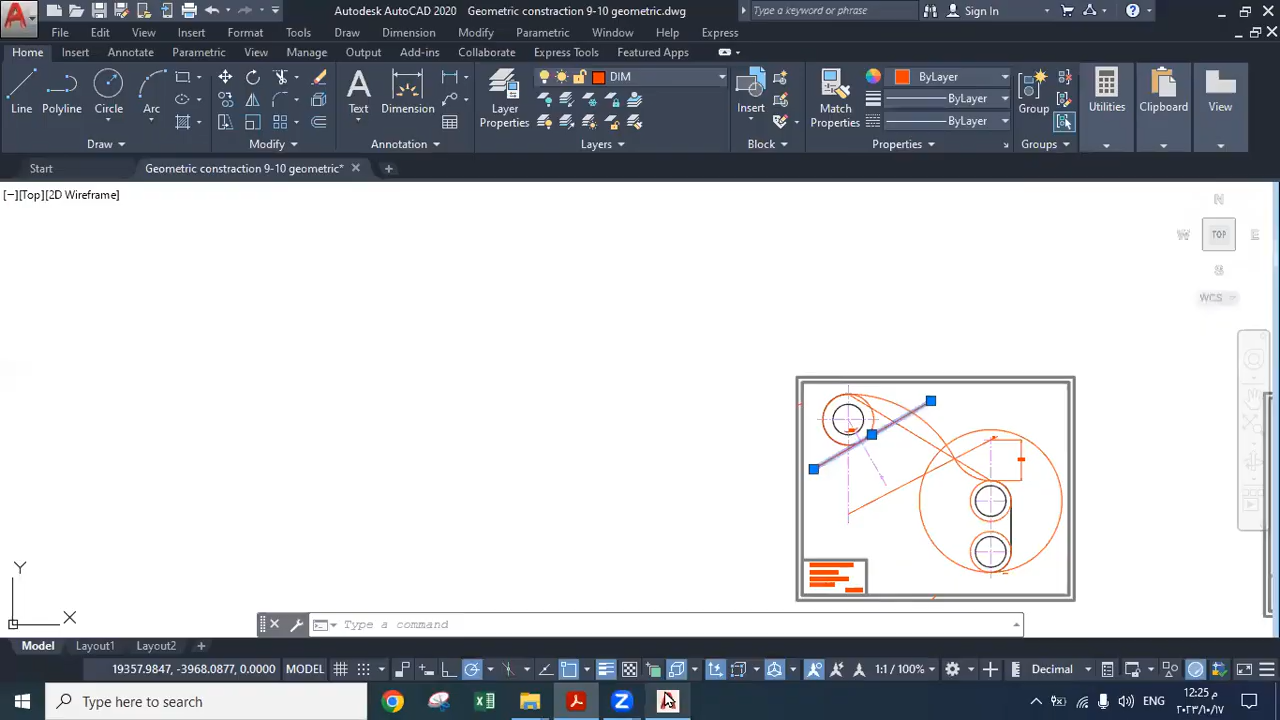 Autodesk AutoCAD 2020 Geometric constraction 9-10 geometric.dwg
Type a keyword or phrase
Sign In
File Edit View Insert Format Tools Draw Dimension Modify Parametric Window Help Express
Home Insert Annotate Parametric View Manage Output Add-ins Collaborate Express Tools Featured Apps
DIM
ByLayer
ByLayer
ByLayer
Line Polyline Circle Arc
Text Dimension
Layer Properties
Insert
Match Properties
Group
Utilities Clipboard View
Draw Modify Annotation Layers Block Properties Groups
Start Geometric constraction 9-10 geometric*
[−][Top][2D Wireframe]
N
W TOP E
S
WCS
Y
X
Type a command
Model Layout1 Layout2
19357.9847, -3968.0877, 0.0000 MODEL 1:1 / 100% Decimal
Type here to search
ENG
12:25 م
٢٠٢٣/١٠/١٧